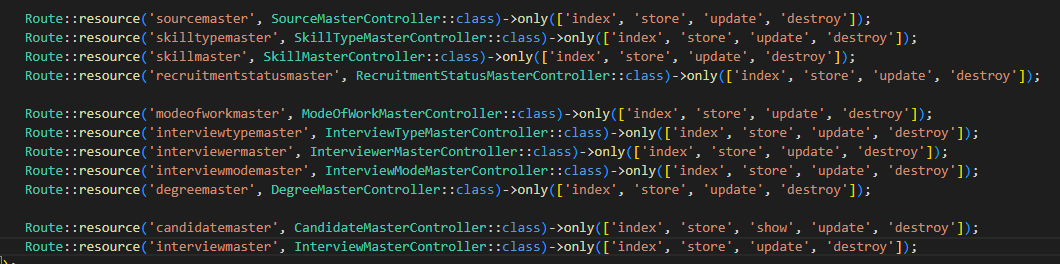 Route::resource('sourcemaster', SourceMasterController::class)->only(['index', 'store', 'update', 'destroy']);
Route::resource('skilltypemaster', SkillTypeMasterController::class)->only(['index', 'store', 'update', 'destroy']);
Route::resource('skillmaster', SkillMasterController::class)->only(['index', 'store', 'update', 'destroy']);
Route::resource('recruitmentstatusmaster', RecruitmentStatusMasterController::class)->only(['index', 'store', 'update', 'destroy']);
Route::resource('modeofworkmaster', ModeOfWorkMasterController::class)->only(['index', 'store', 'update', 'destroy']);
Route::resource('interviewtypemaster', InterviewTypeMasterController::class)->only(['index', 'store', 'update', 'destroy']);
Route::resource('interviewermaster', InterviewerMasterController::class)->only(['index', 'store', 'update', 'destroy']);
Route::resource('interviewmodemaster', InterviewModeMasterController::class)->only(['index', 'store', 'update', 'destroy']);
Route::resource('degreemaster', DegreeMasterController::class)->only(['index', 'store', 'update', 'destroy']);
Route::resource('candidatemaster', CandidateMasterController::class)->only(['index', 'store', 'show', 'update', 'destroy']);
Route::resource('interviewmaster', InterviewMasterController::class)->only(['index', 'store', 'update', 'destroy']);